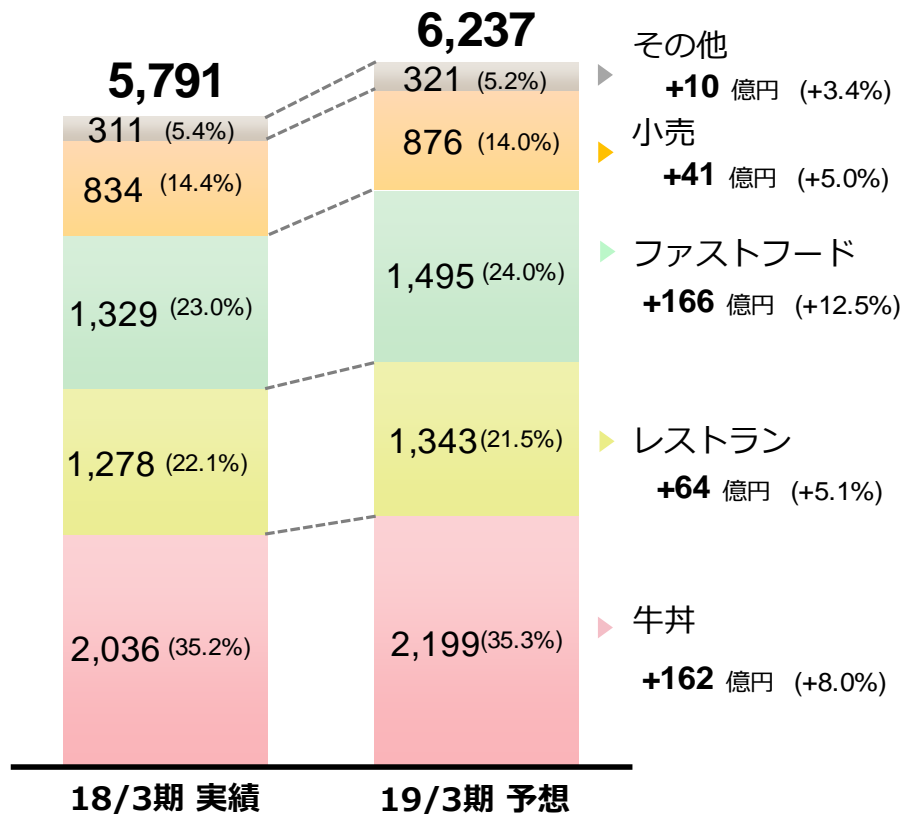 5,791
311 (5.4%)
834 (14.4%)
1,329 (23.0%)
1,278 (22.1%)
2,036 (35.2%)
18/3期 実績
6,237
321 (5.2%)
876 (14.0%)
1,495 (24.0%)
1,343 (21.5%)
2,199 (35.3%)
19/3期 予想
その他
+10 億円 (+3.4%)
小売
+41 億円 (+5.0%)
ファストフード
+166 億円 (+12.5%)
レストラン
+64 億円 (+5.1%)
牛丼
+162 億円 (+8.0%)